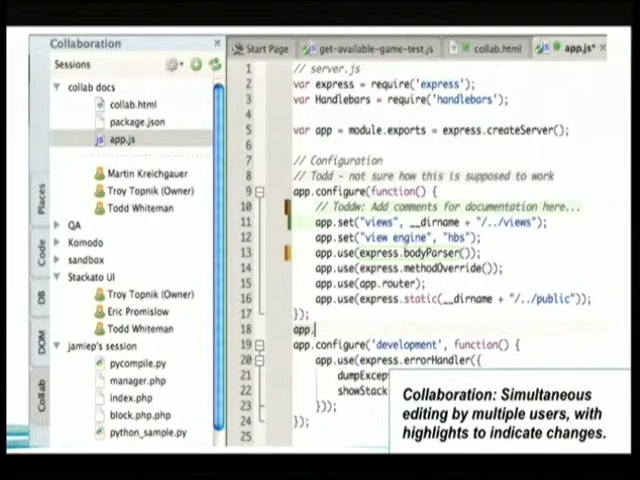 Collaboration
Sessions
collab docs
collab.html
package.json
app.js
Martin Kreichgauer
Troy Topnik (Owner)
Todd Whiteman
QA
Komodo
sandbox
Stackato UI
Troy Topnik (Owner)
Eric Promislow
Todd Whiteman
jamiep's session
pycompile.py
manager.php
index.php
block.php.php
python_sample.py
Places
Code
DB
DOM
Collab
Start Page
get-available-game-test.js
collab.html
app.js*
1 // server.js
2 var express = require('express');
3 var Handlebars = require('handlebars');
4
5 var app = module.exports = express.createServer();
6
7 // Configuration
8 // Todd - not sure how this is supposed to work
9 app.configure(function() {
10 // Toddw: Add comments for documentation here...
11 app.set("views", __dirname + "/../views");
12 app.set("view engine", "hbs");
13 app.use(express.bodyParser());
14 app.use(express.methodOverride());
15 app.use(app.router);
16 app.use(express.static(__dirname + "/../public"));
17 });
18 app.
19 app.configure('development', function() {
20 app.use(express.errorHandler({
21 dumpExcep
22 showStack
23 }));
24 });
25
Collaboration: Simultaneous
editing by multiple users, with
highlights to indicate changes.